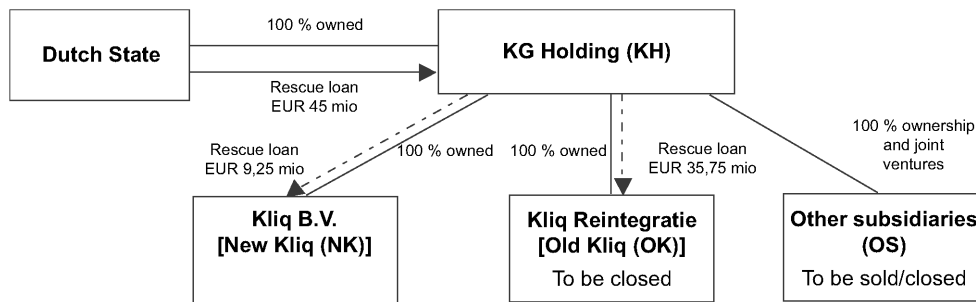 100 % owned
Dutch State
KG Holding (KH)
Rescue loan
EUR 45 mio
Rescue loan
EUR 9,25 mio
100 % owned
100 % owned
Rescue loan
EUR 35,75 mio
100 % ownership
and joint
ventures
Kliq B.V.
[New Kliq (NK)]
Kliq Reintegratie
[Old Kliq (OK)]
To be closed
Other subsidiaries
(OS)
To be sold/closed